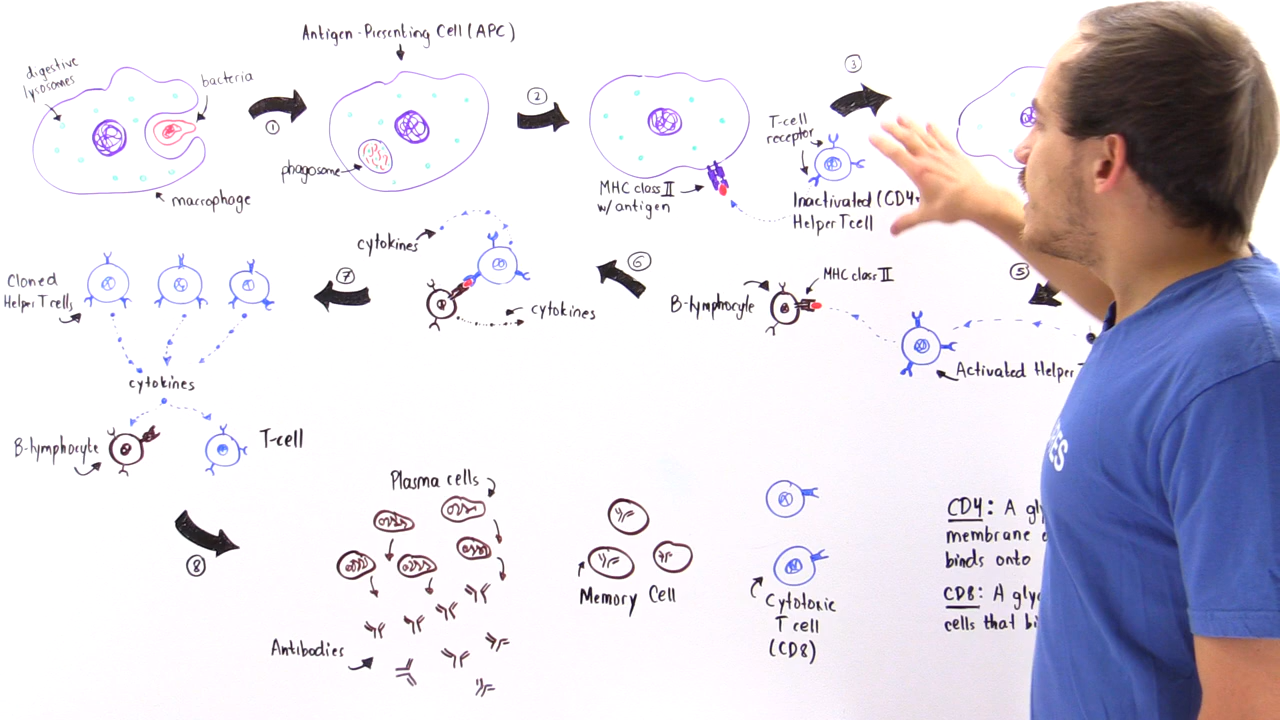 Antigen-Presenting Cell (APC)
digestive
lysosomes
bacteria
macrophage
1
phagosome
2
MHC class II
w/ antigen
T-cell
receptor
3
Inactivated (CD4+
Helper T cell
Cloned
Helper T cells
7
cytokines
cytokines
6
B-lymphocyte
MHC class II
5
Activated Helper
cytokines
B-lymphocyte
T-cell
8
Plasma cells
Antibodies
Memory Cell
Cytotoxic
T cell
(CD8)
CD4: A
membrane
binds onto
CD8: A
cells that